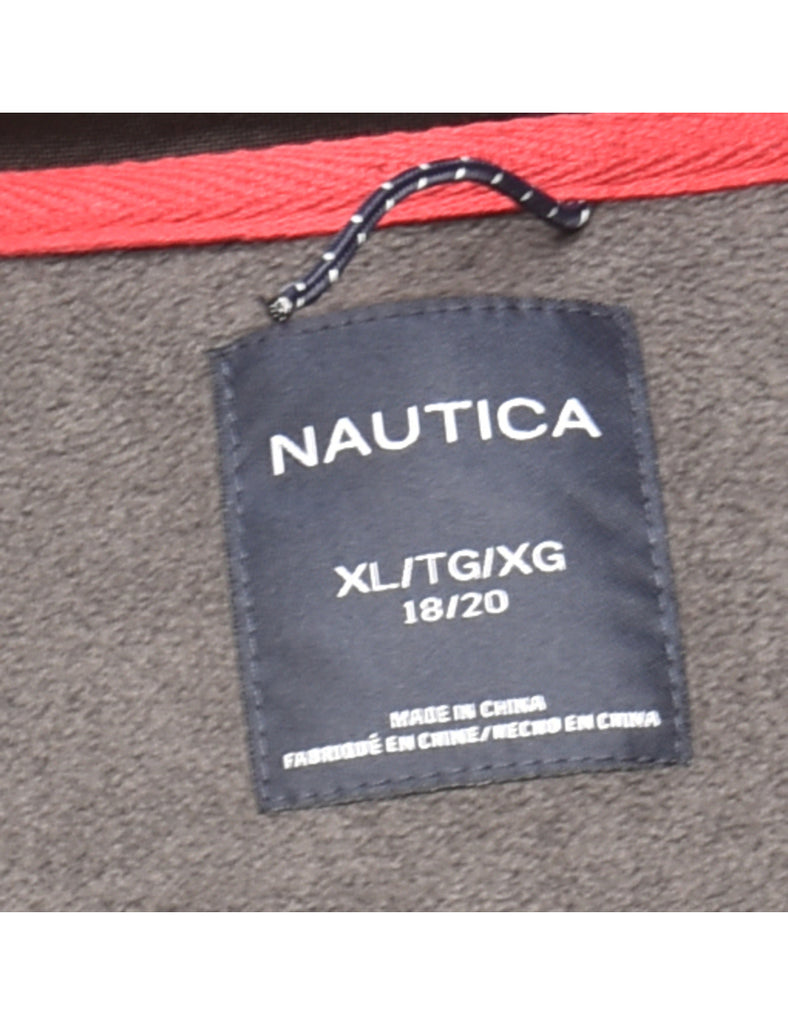 NAUTICA
XL/TG/XG
18/20
MADE IN CHINA
FABRIQUÉ EN CHINE/HECHO EN CHINA